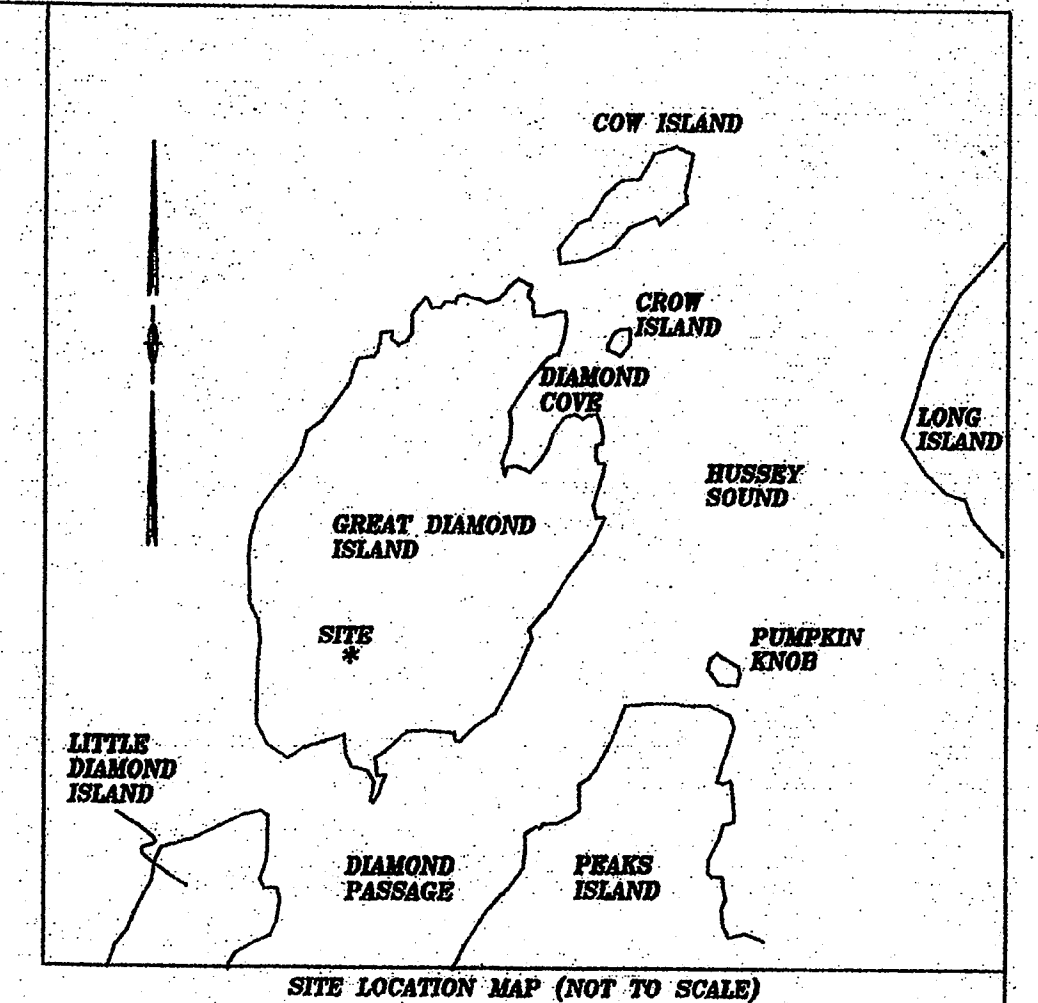 COW ISLAND
CROW
ISLAND
DIAMOND
COVE
LONG
ISLAND
HUSSEY
SOUND
GREAT DIAMOND
ISLAND
SITE
*
PUMPKIN
KNOB
LITTLE
DIAMOND
ISLAND
DIAMOND
PASSAGE
PEAKS
ISLAND
SITE LOCATION MAP (NOT TO SCALE)